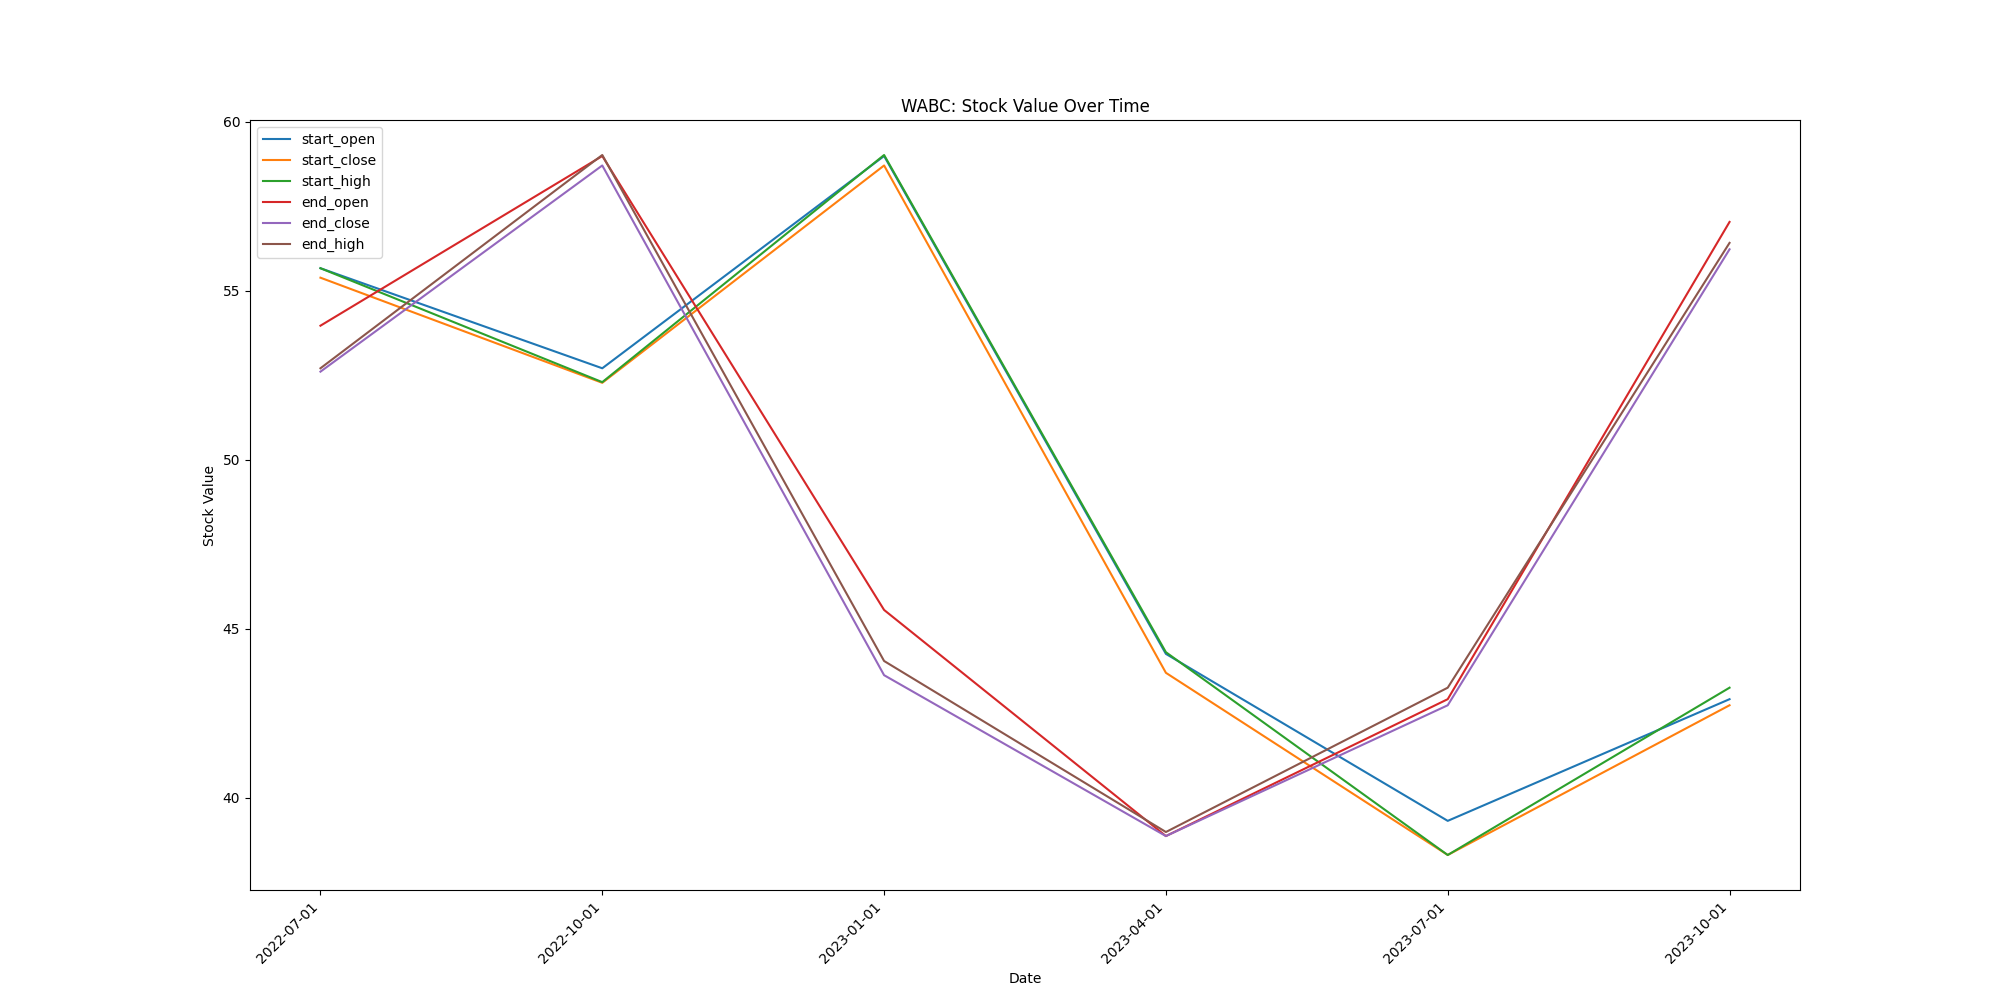 WABC: Stock Value Over Time
60
55
50
45
40
Stock Value
start_open
start_close
start_high
end_open
end_close
end_high
2022-07-01
2022-10-01
2023-01-01
2023-04-01
2023-07-01
2023-10-01
Date